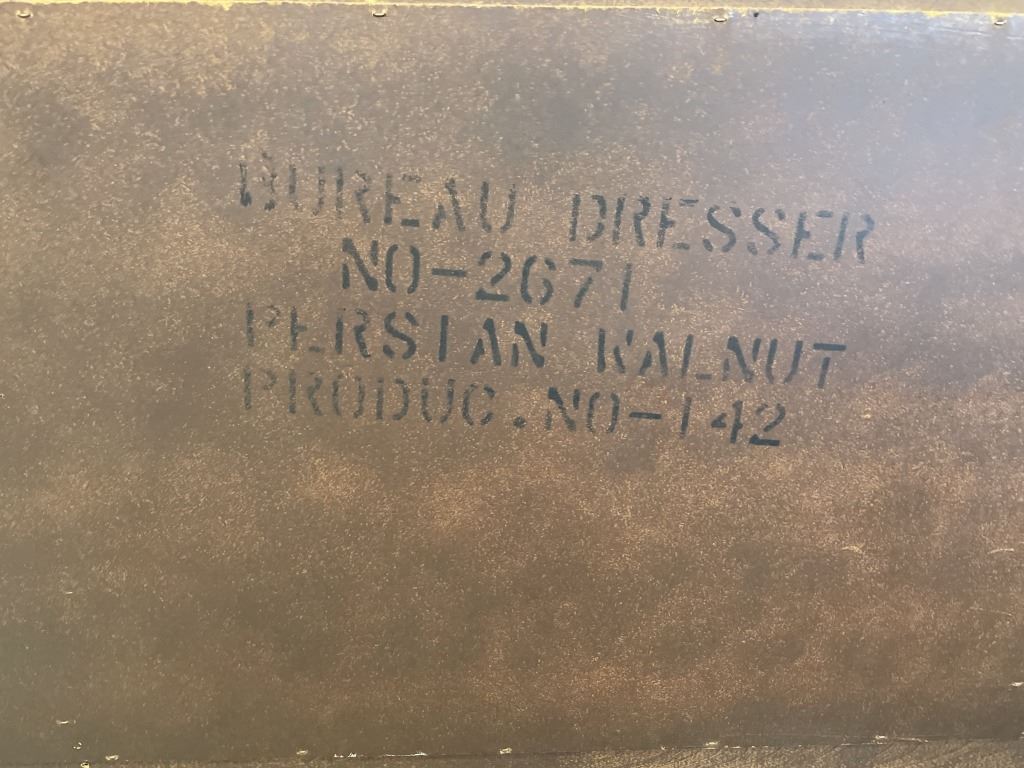 BUREAU DRESSER
NO-2671
PERSIAN WALNUT
PRODUC.NO-142